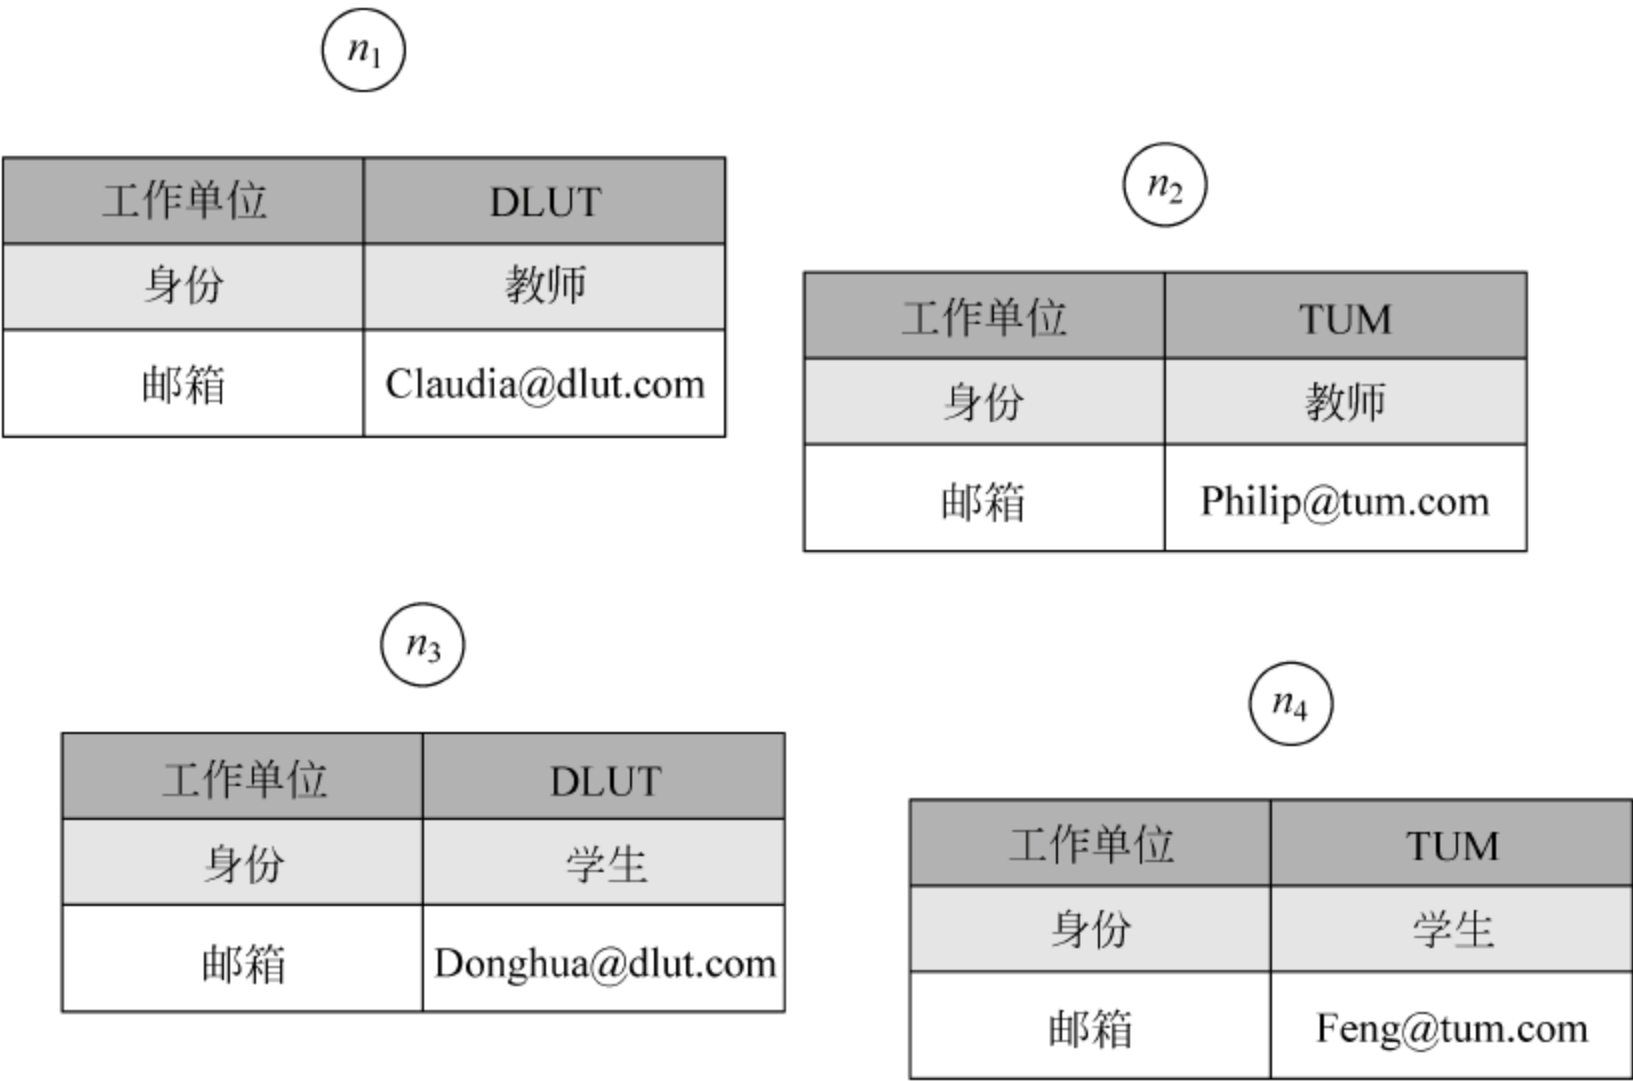 n1
工作单位 DLUT
身份 教师
邮箱 Claudia@dlut.com
n2
工作单位 TUM
身份 教师
邮箱 Philip@tum.com
n3
工作单位 DLUT
身份 学生
邮箱 Donghua@dlut.com
n4
工作单位 TUM
身份 学生
邮箱 Feng@tum.com